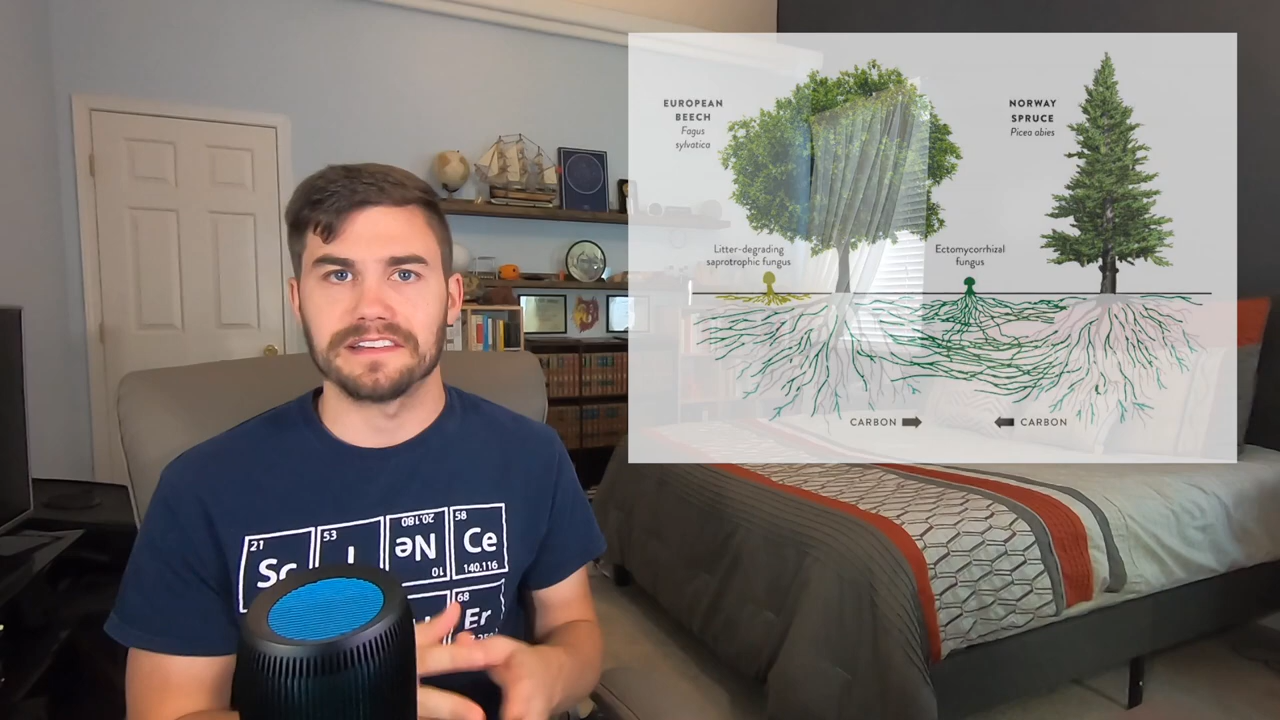 EUROPEAN
BEECH
Fagus
sylvatica
NORWAY
SPRUCE
Picea abies
Litter-degrading
saprotrophic fungus
Ectomycorrhizal
fungus
CARBON
CARBON
21
Sc
53
I
20.180
Ne
10
58
Ce
140.116
68
Er